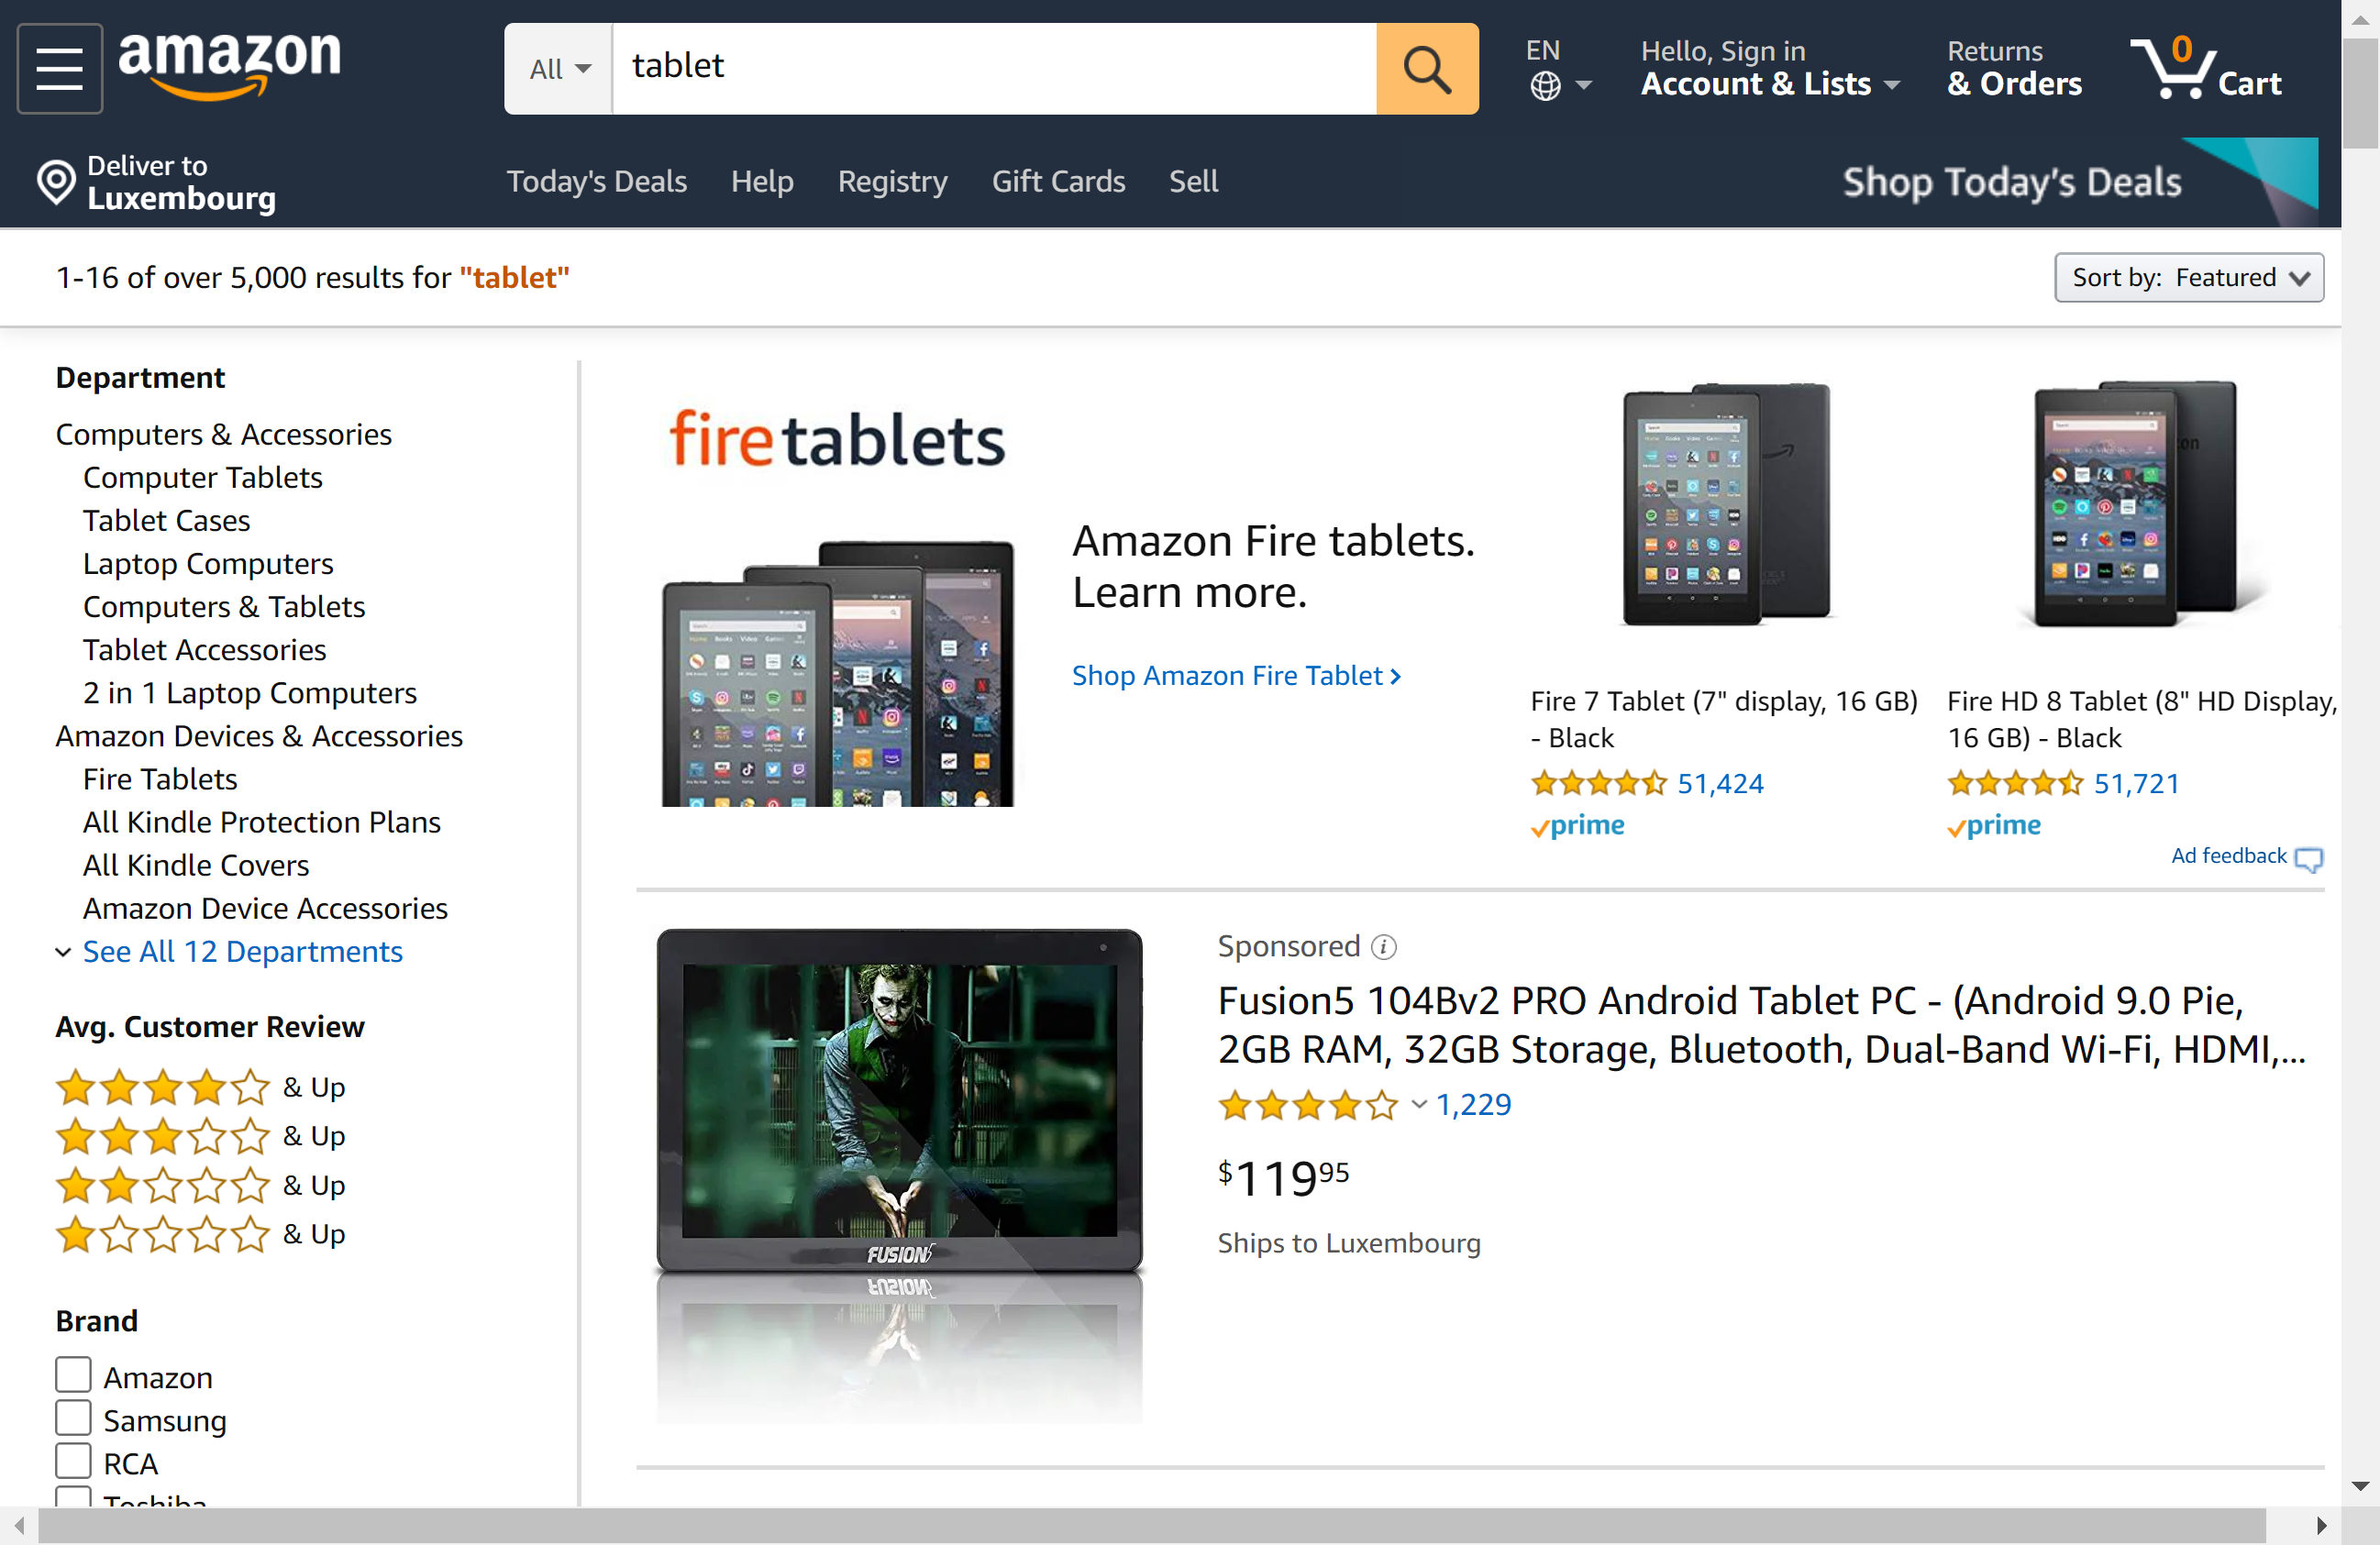 amazon
All
tablet
EN
Hello, Sign in
Account & Lists
Returns
& Orders
0
Cart
Deliver to
Luxembourg
Today's Deals
Help
Registry
Gift Cards
Sell
Shop Today's Deals
1-16 of over 5,000 results for "tablet"
Sort by: Featured
Department
Computers & Accessories
Computer Tablets
Tablet Cases
Laptop Computers
Computers & Tablets
Tablet Accessories
2 in 1 Laptop Computers
Amazon Devices & Accessories
Fire Tablets
All Kindle Protection Plans
All Kindle Covers
Amazon Device Accessories
See All 12 Departments
Avg. Customer Review
& Up
& Up
& Up
& Up
Brand
Amazon
Samsung
RCA
Toshiba
fire tablets
Amazon Fire tablets.
Learn more.
Shop Amazon Fire Tablet
Fire 7 Tablet (7" display, 16 GB)
- Black
51,424
prime
Fire HD 8 Tablet (8" HD Display,
16 GB) - Black
51,721
prime
Ad feedback
FUSION5
Sponsored
Fusion5 104Bv2 PRO Android Tablet PC - (Android 9.0 Pie,
2GB RAM, 32GB Storage, Bluetooth, Dual-Band Wi-Fi, HDMI,...
1,229
$119 95
Ships to Luxembourg